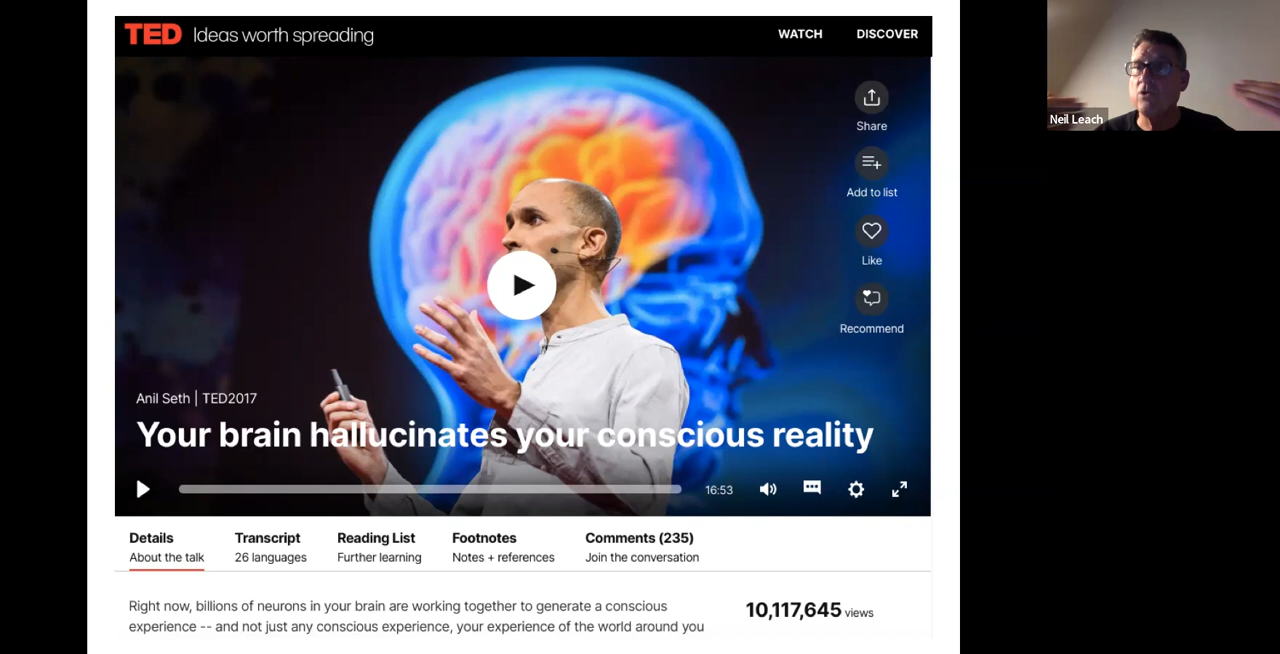 TED Ideas worth spreading
WATCH DISCOVER
Share
Add to list
Like
Recommend
Anil Seth | TED2017
Your brain hallucinates your conscious reality
16:53
Details Transcript Reading List Footnotes Comments (235)
About the talk 26 languages Further learning Notes + references Join the conversation
Right now, billions of neurons in your brain are working together to generate a conscious
experience -- and not just any conscious experience, your experience of the world around you
10,117,645 views
Neil Leach